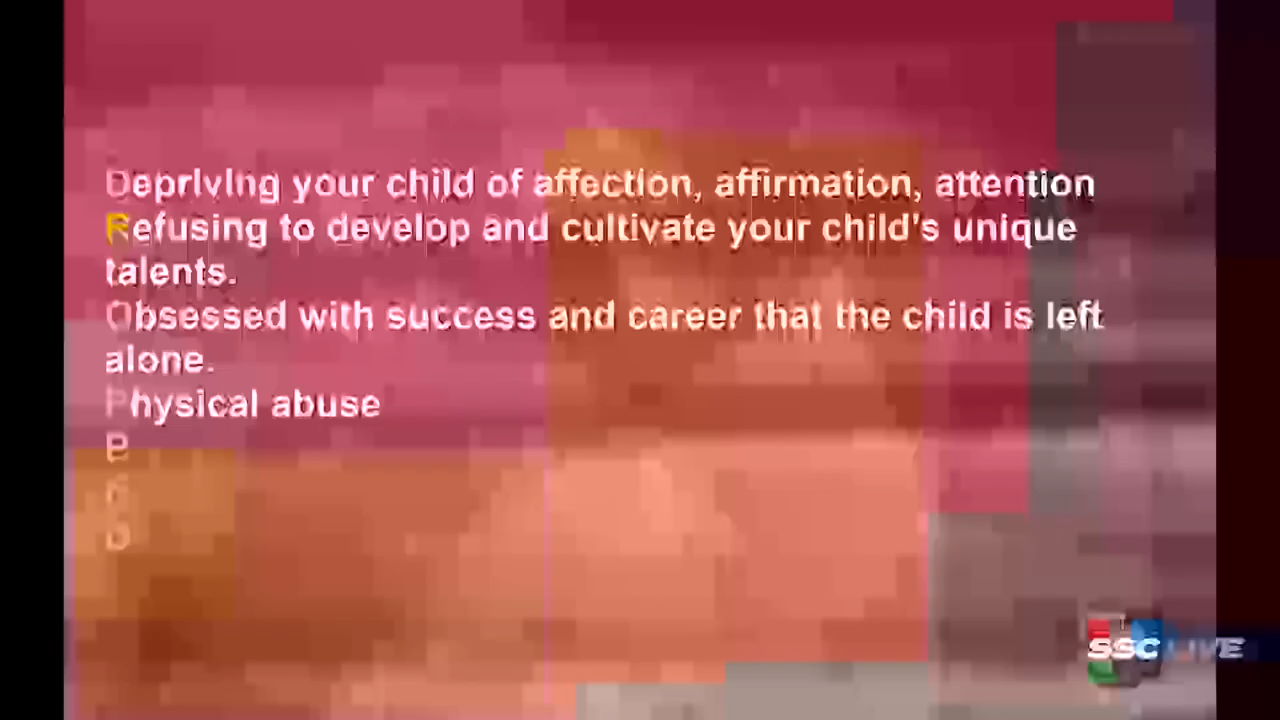 Depriving your child of affection, affirmation, attention
Refusing to develop and cultivate your child's unique
talents.
Obsessed with success and career that the child is left
alone.
Physical abuse
P
SSC LIVE